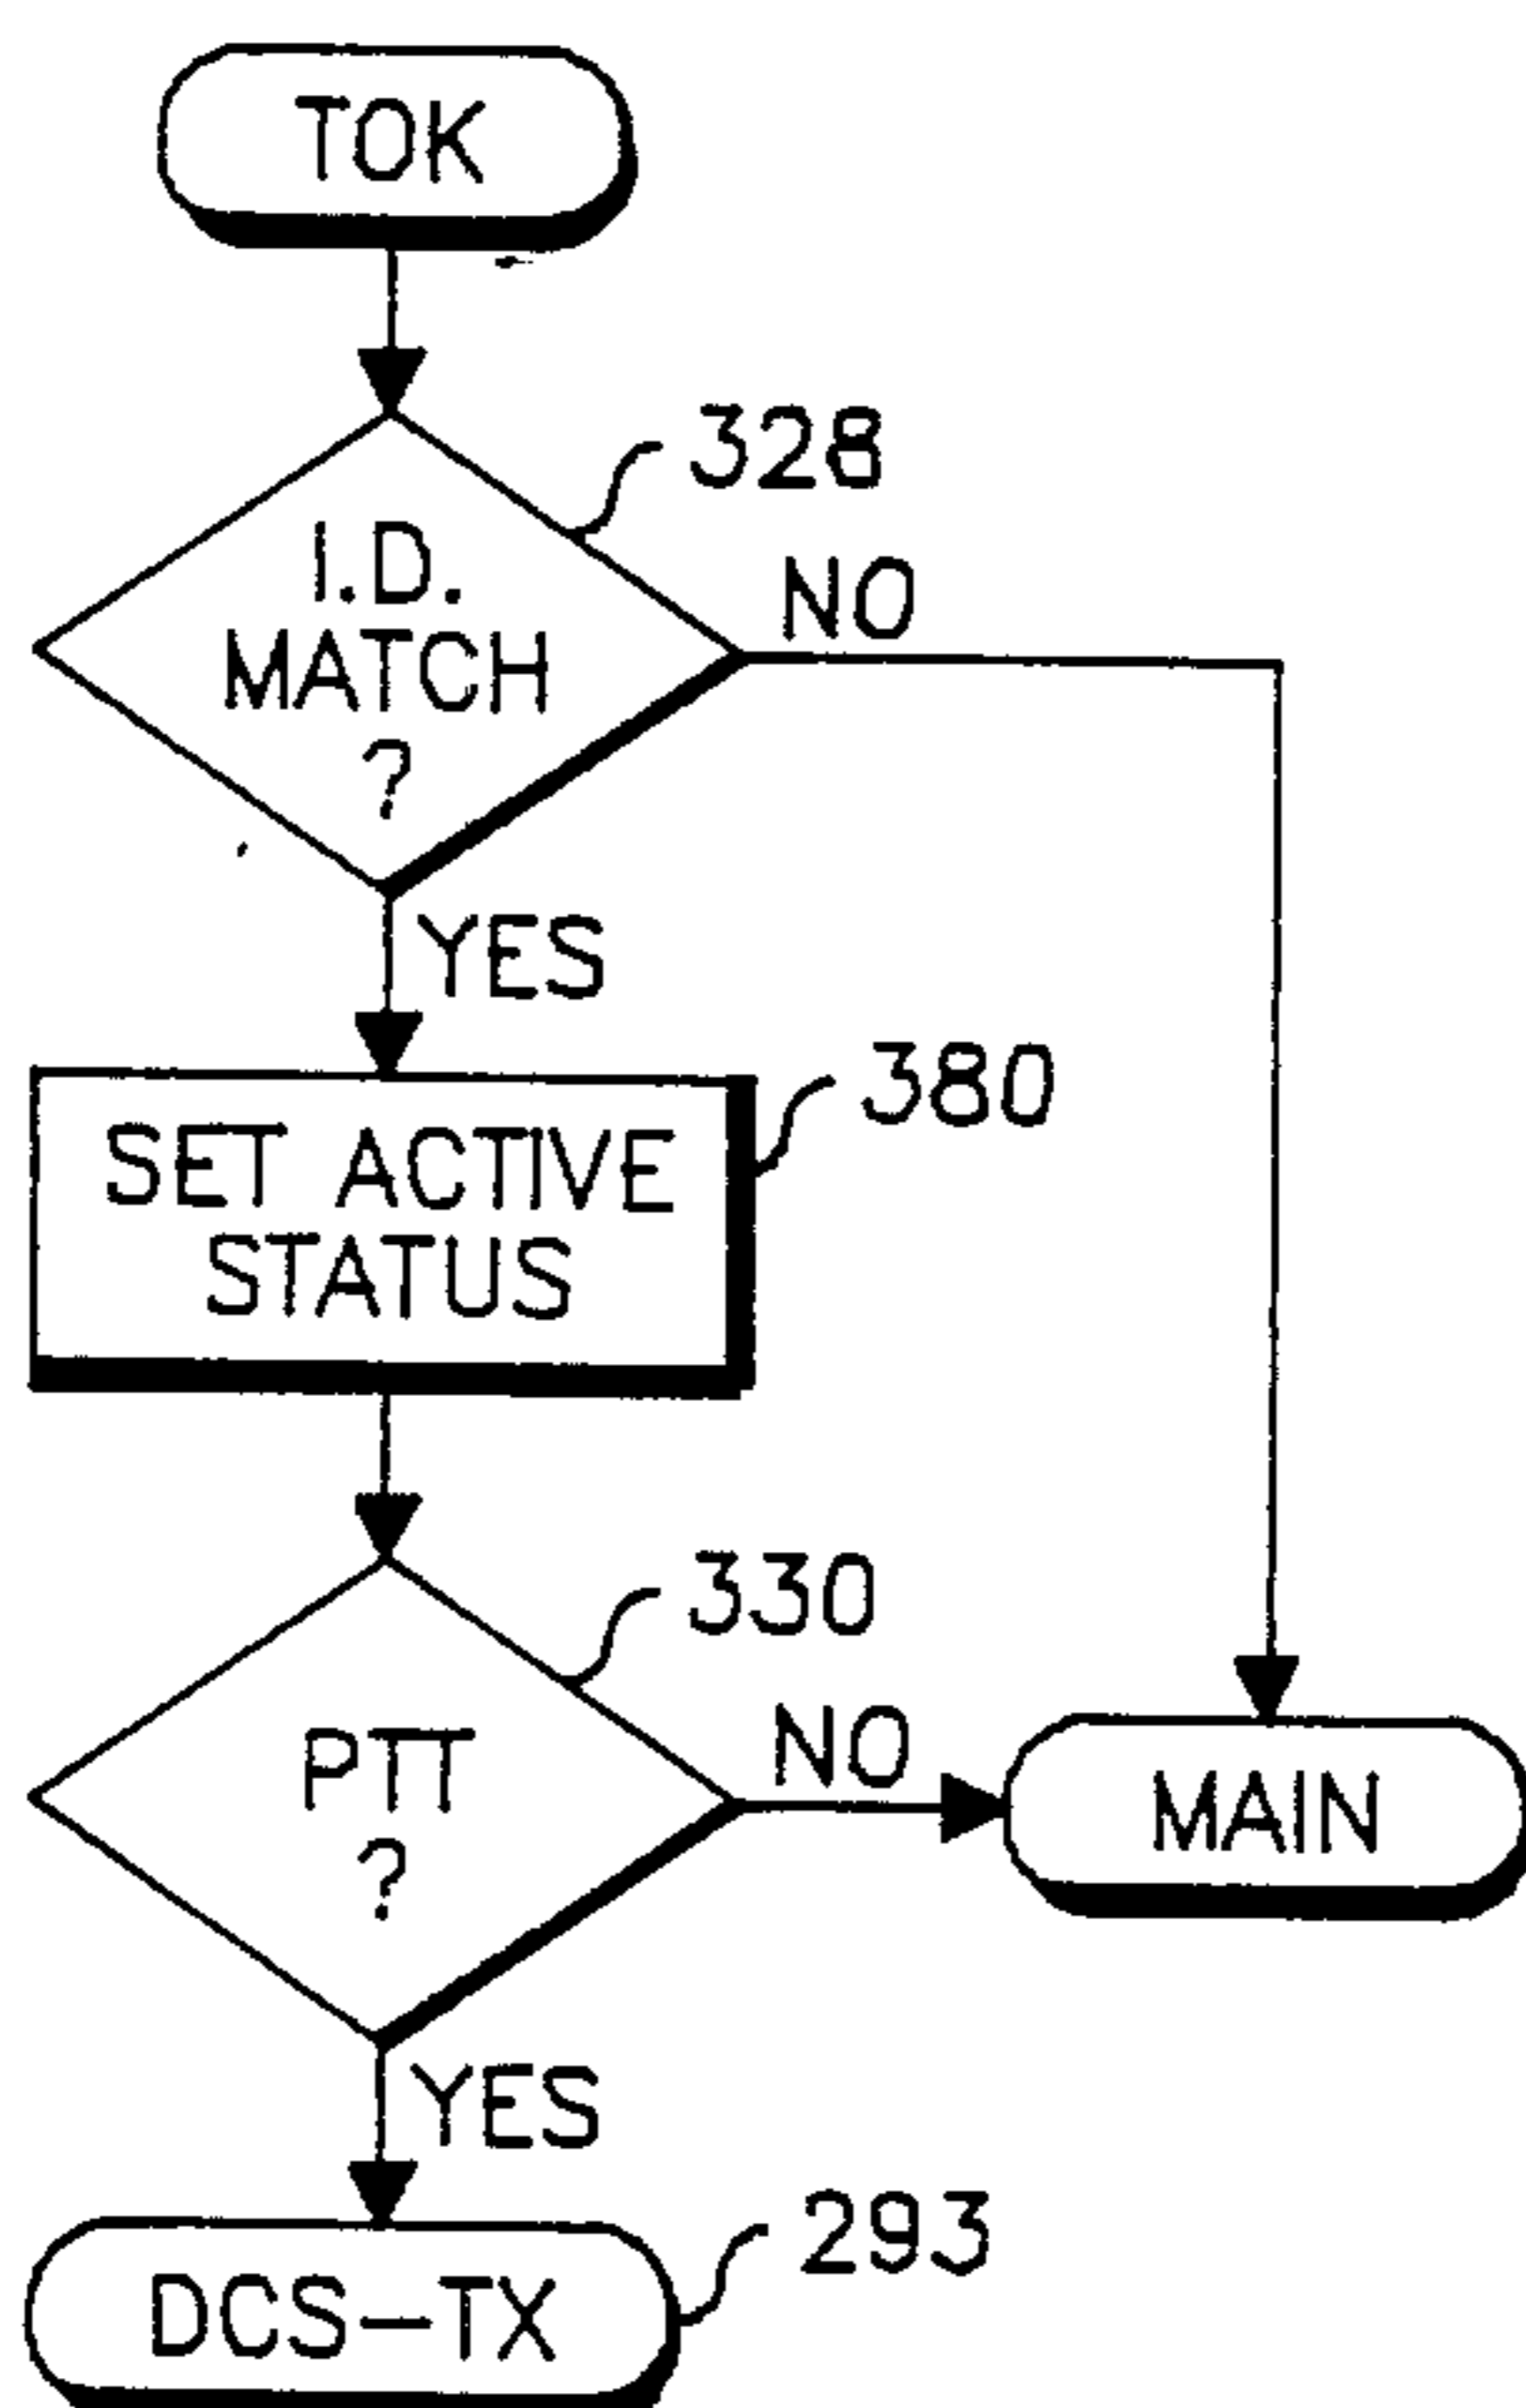 TOK
328
I.D.
MATCH
?
NO
YES
380
SET ACTIVE
STATUS
330
PTT
?
NO
MAIN
YES
293
DCS-TX